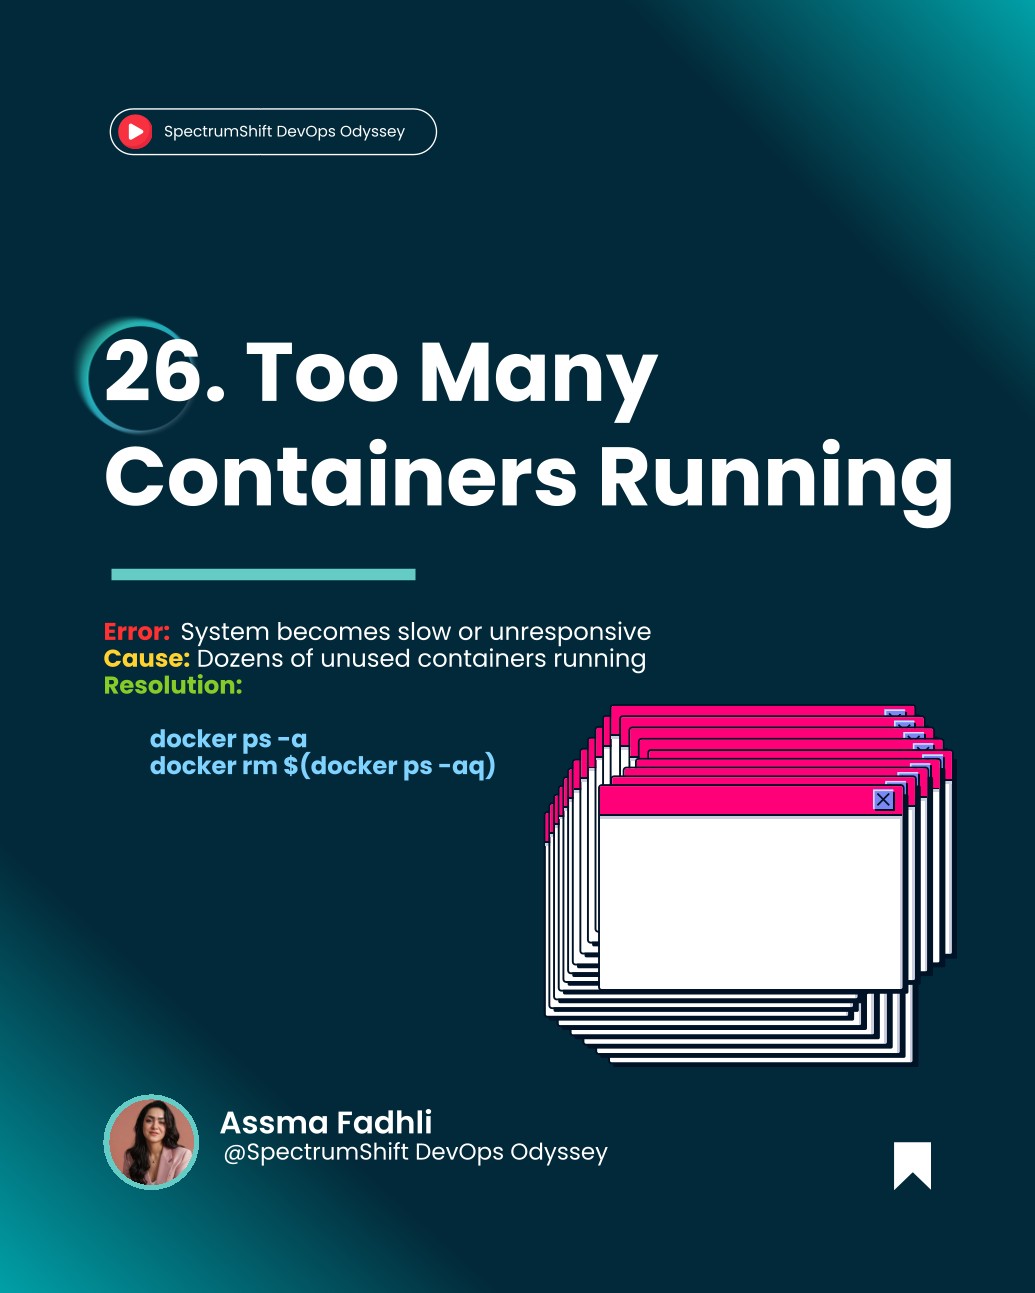 SpectrumShift DevOps Odyssey
26. Too Many
Containers Running
Error: System becomes slow or unresponsive
Cause: Dozens of unused containers running
Resolution:
docker ps -a
docker rm $(docker ps -aq)
Assma Fadhli
@SpectrumShift DevOps Odyssey